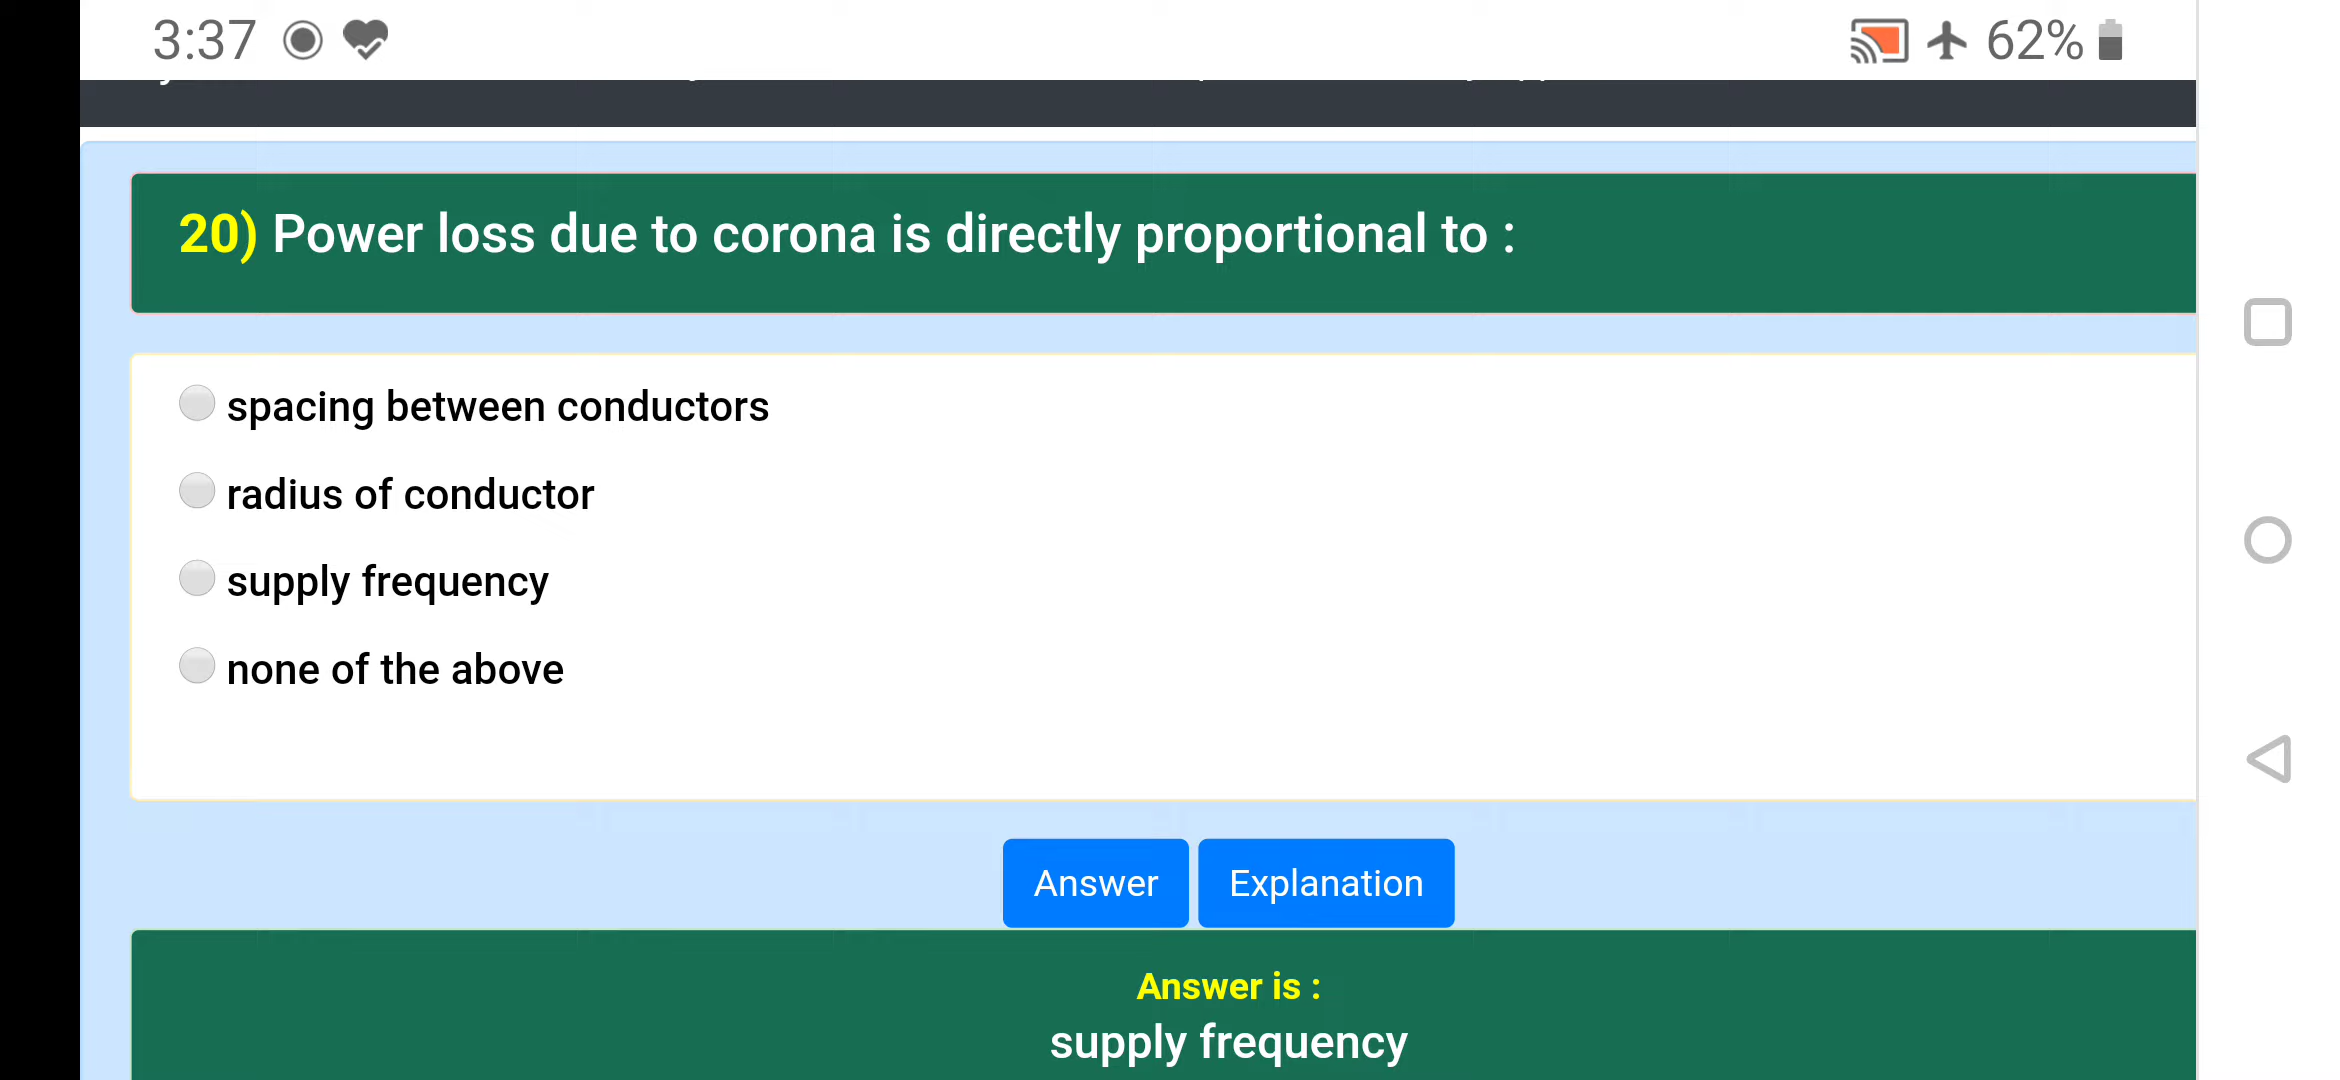 3:37
62%
20) Power loss due to corona is directly proportional to :
spacing between conductors
radius of conductor
supply frequency
none of the above
Answer
Explanation
Answer is :
supply frequency